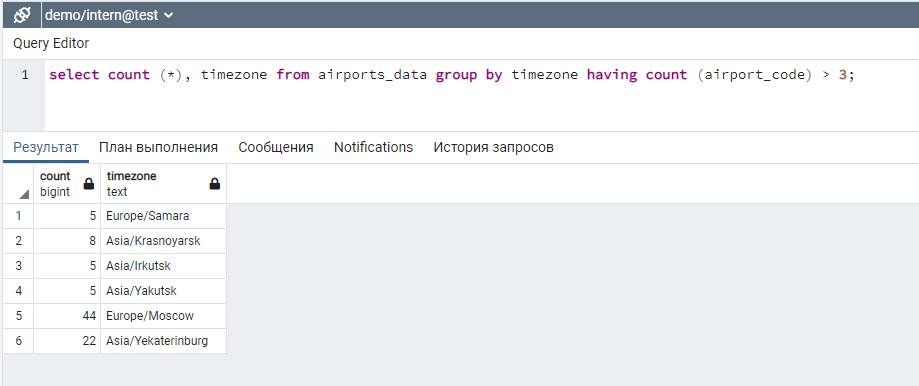 demo/intern@test
Query Editor
1 select count (*), timezone from airports_data group by timezone having count (airport_code) > 3;
Результат План выполнения Сообщения Notifications История запросов
count timezone
bigint text
1 5 Europe/Samara
2 8 Asia/Krasnoyarsk
3 5 Asia/Irkutsk
4 5 Asia/Yakutsk
5 44 Europe/Moscow
6 22 Asia/Yekaterinburg